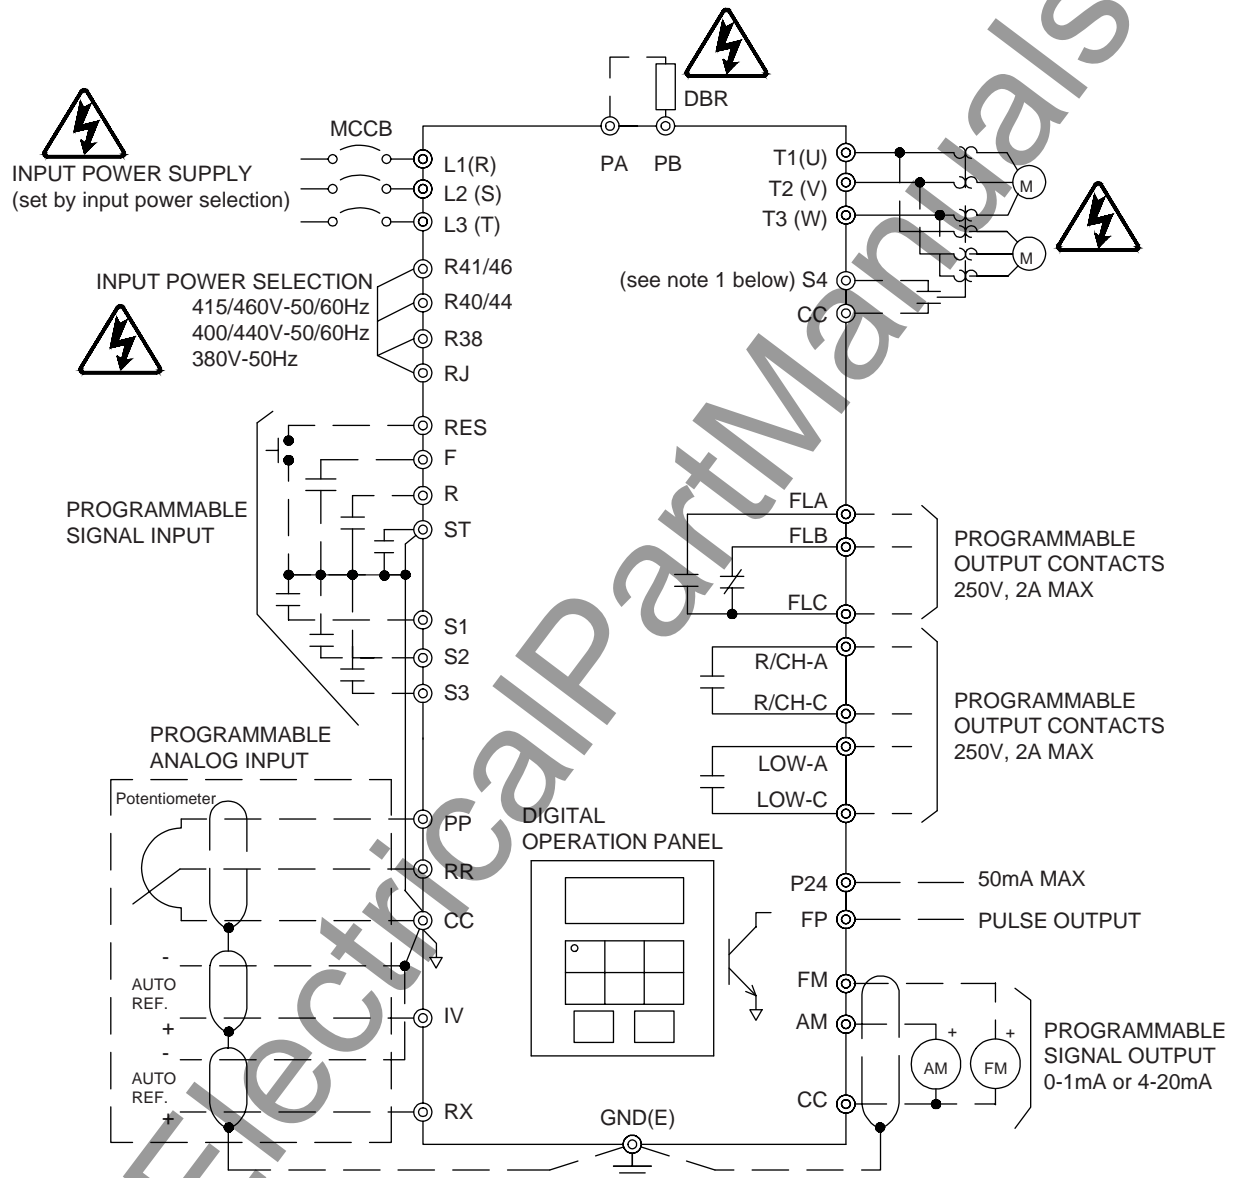 DBR
MCCB
PA PB
INPUT POWER SUPPLY
(set by input power selection)
L1(R)
L2 (S)
L3 (T)
T1(U)
T2 (V)
T3 (W)
M
M
INPUT POWER SELECTION
415/460V-50/60Hz
400/440V-50/60Hz
380V-50Hz
R41/46
R40/44
R38
RJ
(see note 1 below) S4
CC
PROGRAMMABLE
SIGNAL INPUT
RES
F
R
ST
S1
S2
S3
FLA
FLB
FLC
PROGRAMMABLE
OUTPUT CONTACTS
250V, 2A MAX
R/CH-A
R/CH-C
LOW-A
LOW-C
PROGRAMMABLE
OUTPUT CONTACTS
250V, 2A MAX
PROGRAMMABLE
ANALOG INPUT
Potentiometer
PP
RR
CC
-
AUTO
REF.
+
IV
-
AUTO
REF.
+
RX
DIGITAL
OPERATION PANEL
P24
50mA MAX
FP
PULSE OUTPUT
FM
AM
CC
+
+
AM
FM
PROGRAMMABLE
SIGNAL OUTPUT
0-1mA or 4-20mA
GND(E)
ElectricalPartManuals